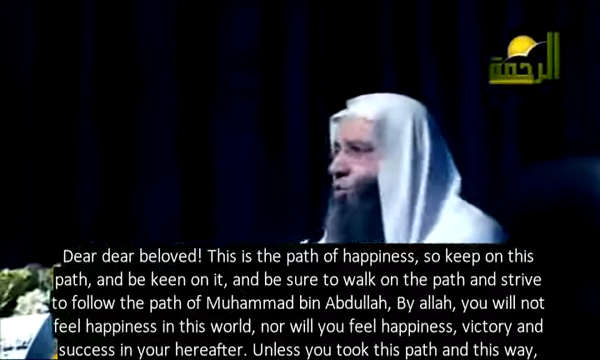 الرحمة
Dear dear beloved! This is the path of happiness, so keep on this
path, and be keen on it, and be sure to walk on the path and strive
to follow the path of Muhammad bin Abdullah, By allah, you will not
feel happiness in this world, nor will you feel happiness, victory and
success in your hereafter. Unless you took this path and this way,